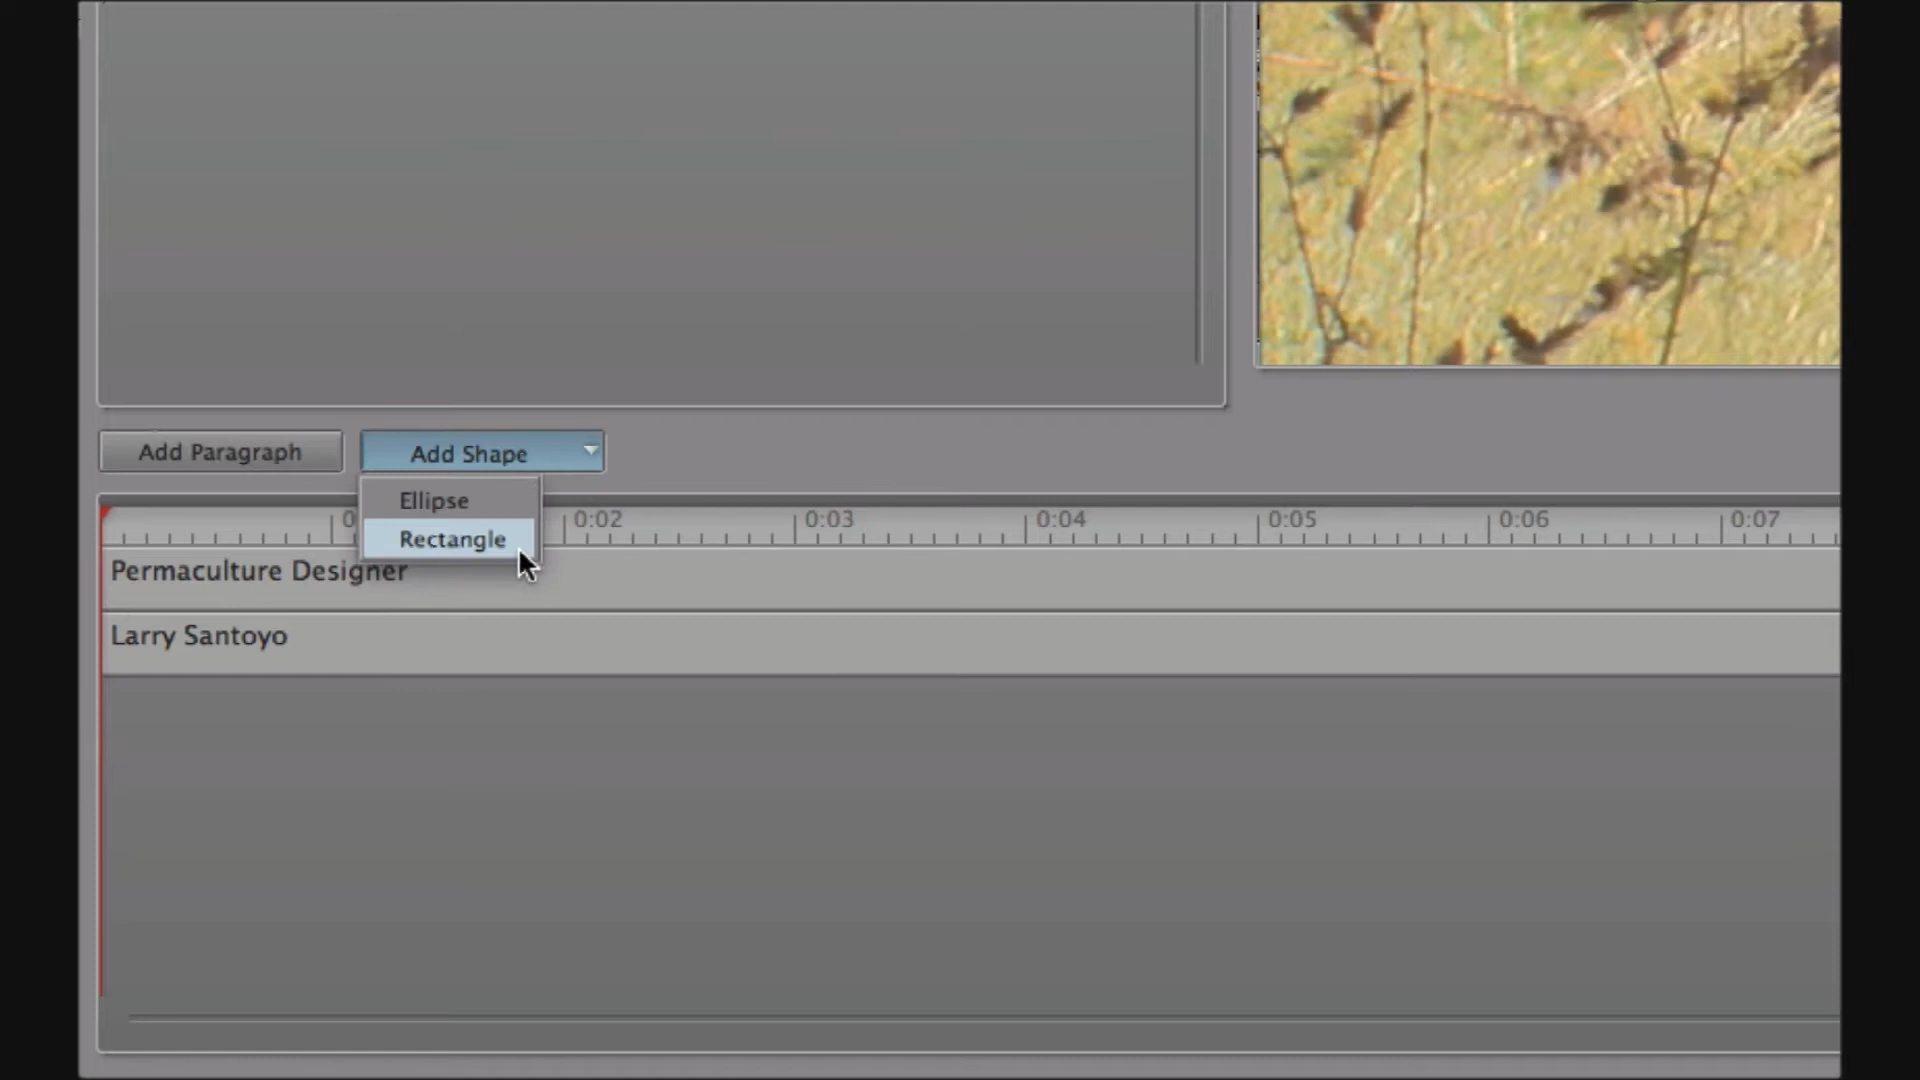 Add Paragraph Add Shape
Ellipse
Rectangle
0:02 0:03 0:04 0:05 0:06 0:07
Permaculture Designer
Larry Santoyo